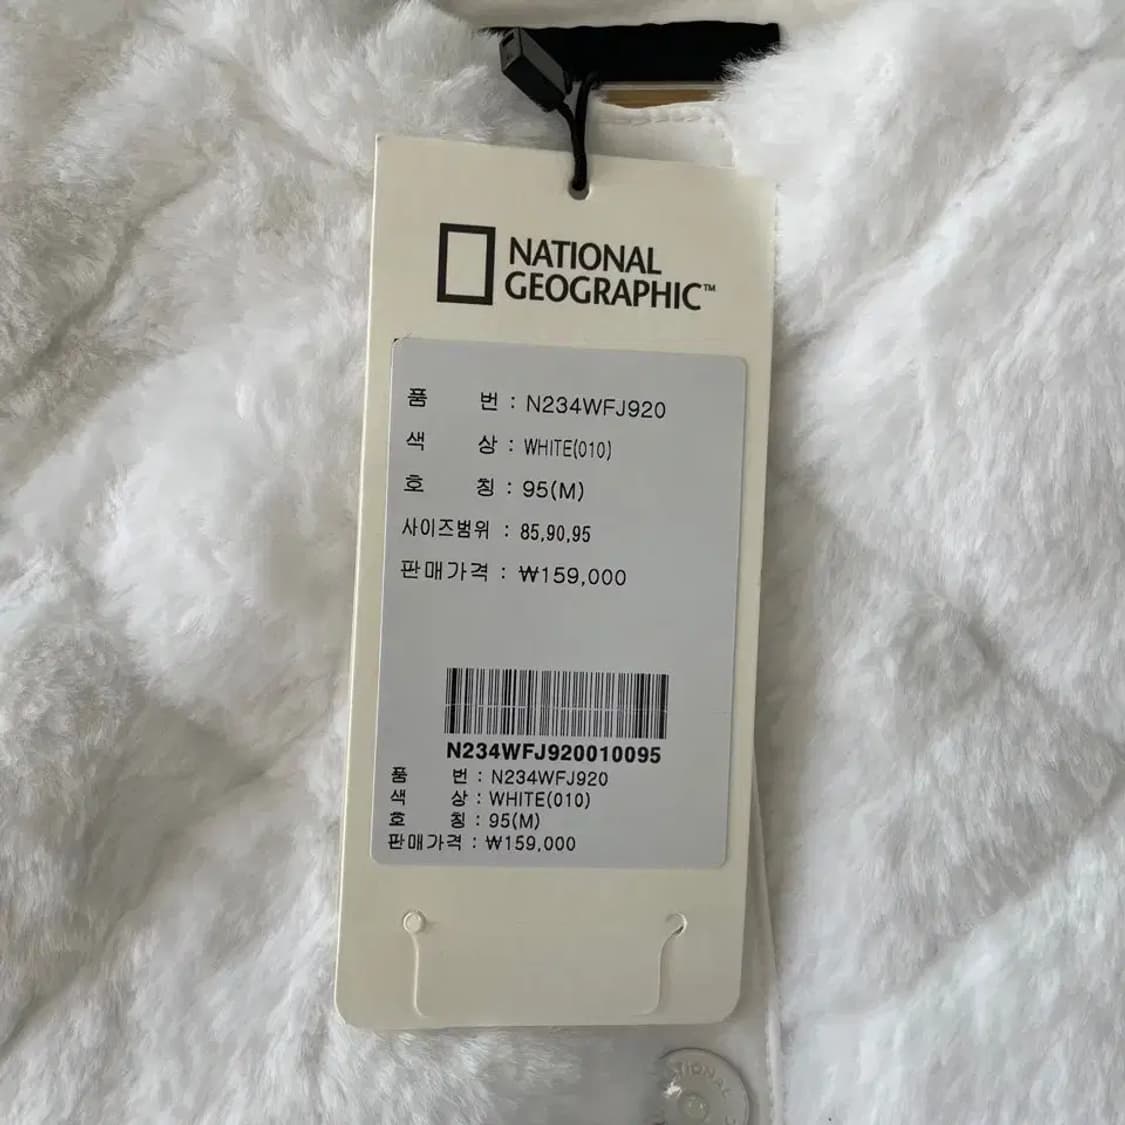 NATIONAL
GEOGRAPHIC™
품 번 : N234WFJ920
색 상 : WHITE(010)
호 칭 : 95(M)
사이즈범위 : 85,90,95
판매가격 : ₩159,000
N234WFJ920010095
품 번 : N234WFJ920
색 상 : WHITE(010)
호 칭 : 95(M)
판매가격 : ₩159,000